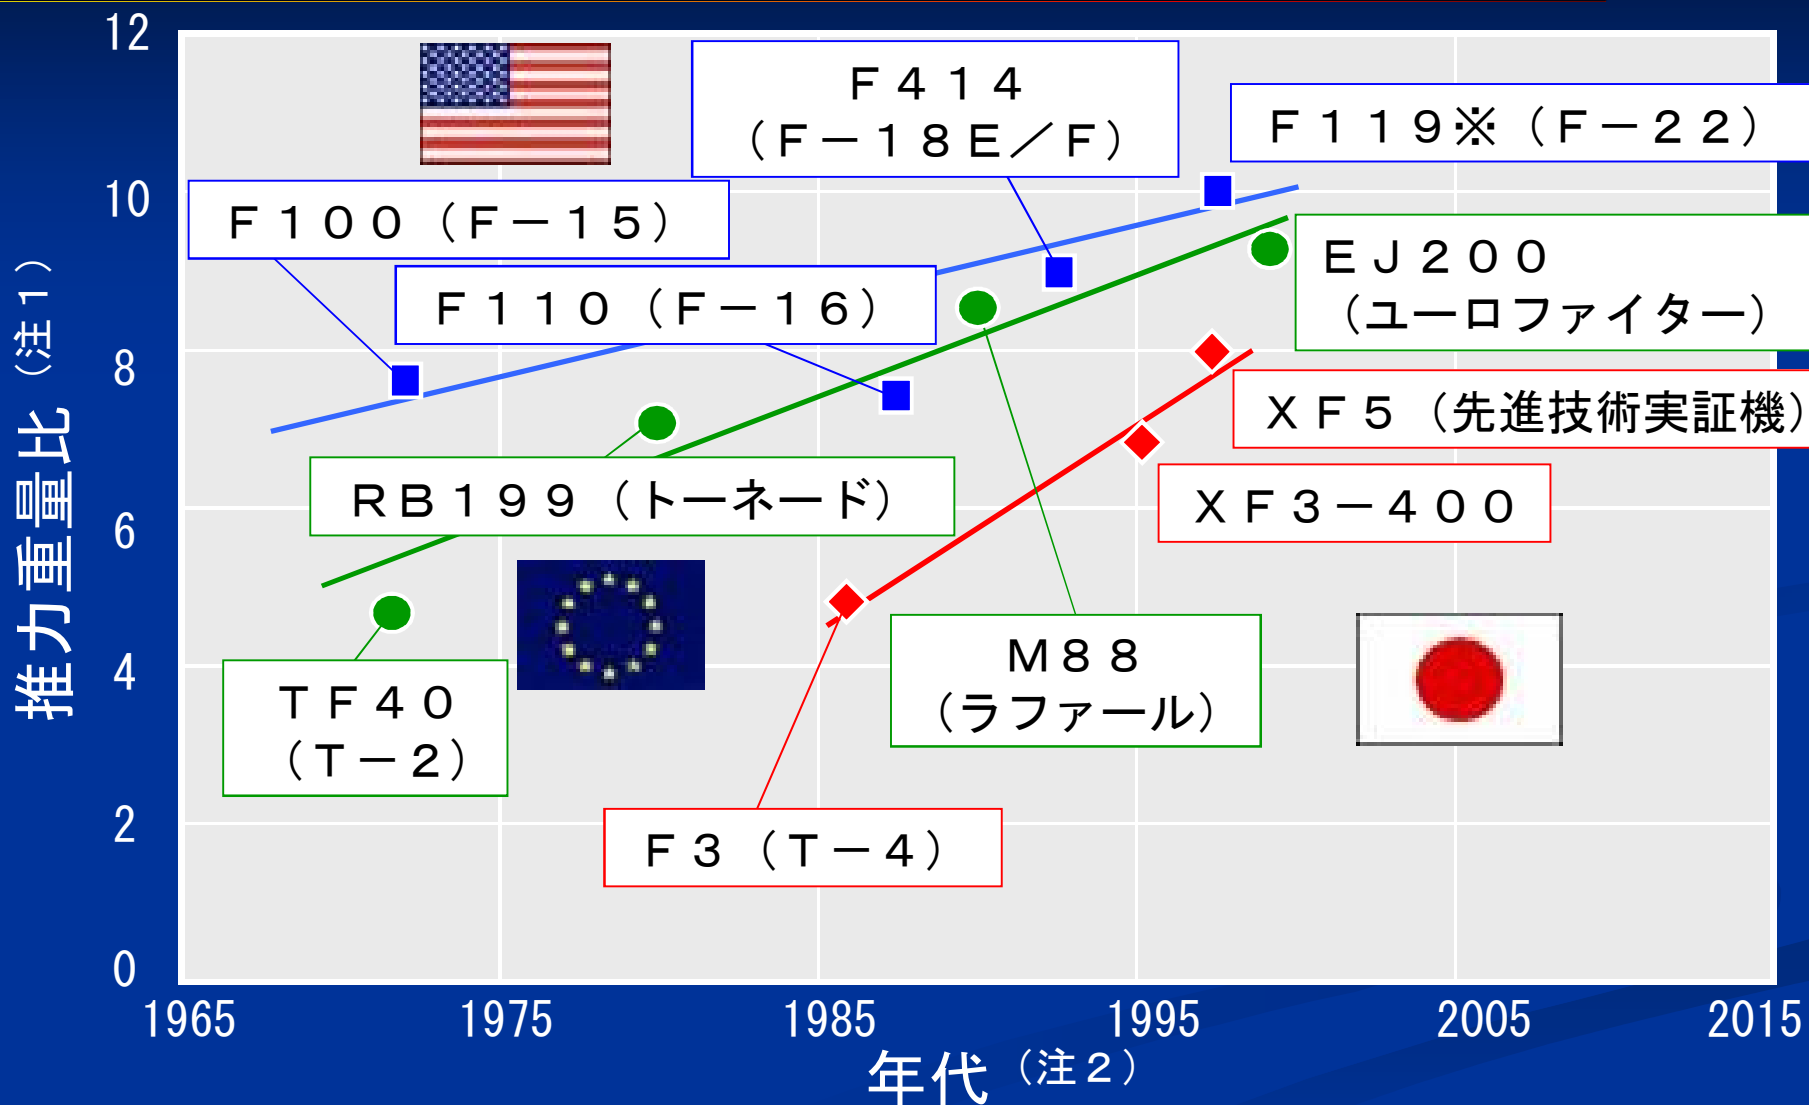 12
10
8
6
4
2
0
推力重量比（注１）
Ｆ４１４
（Ｆ－１８Ｅ／Ｆ）
Ｆ１１９※（Ｆ－２２）
Ｆ１００（Ｆ－１５）
Ｆ１１０（Ｆ－１６）
ＥＪ２００
（ユーロファイター）
ＸＦ５（先進技術実証機）
ＲＢ１９９（トーネード）
ＸＦ３－４００
ＴＦ４０
（Ｔ－２）
Ｍ８８
（ラファール）
Ｆ３（Ｔ－４）
1965 1975 1985 1995 2005 2015
年代（注２）